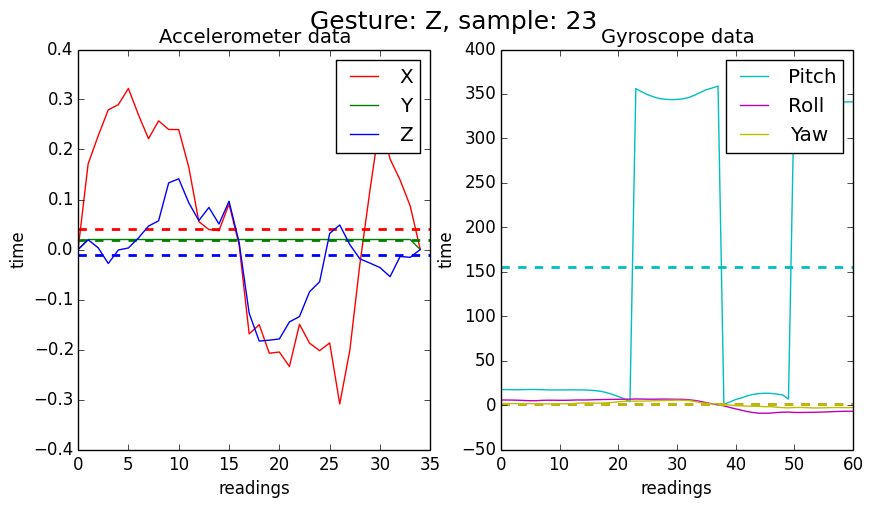 Gesture: Z, sample: 23
Accelerometer data
0.4
0.3
0.2
0.1
0.0
−0.1
−0.2
−0.3
−0.4
time
0
5
10
15
20
25
30
35
readings
X
Y
Z
Gyroscope data
400
350
300
250
200
150
100
50
0
−50
time
0
10
20
30
40
50
60
readings
Pitch
Roll
Yaw